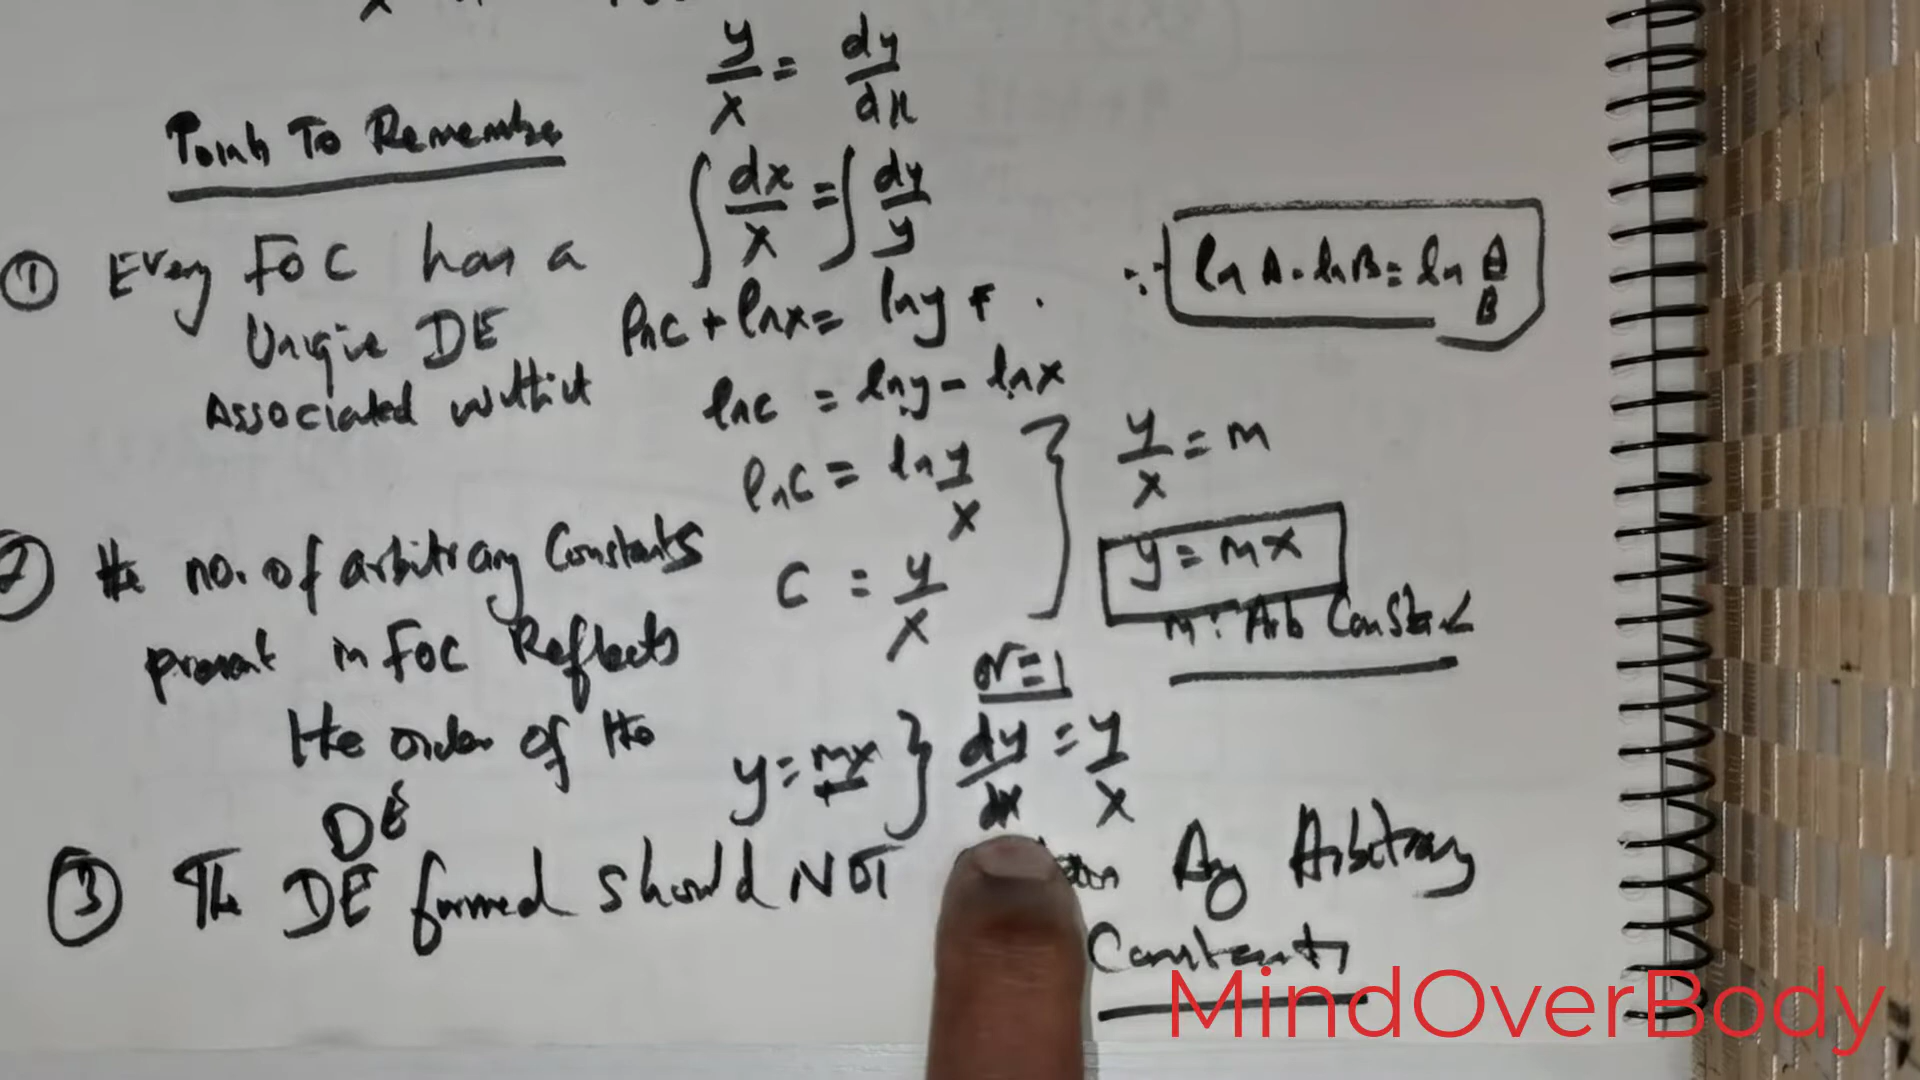 y/x = dy/dx
Points To Remember
∫ dx/x = ∫ dy/y
① Every FOC has a
Unique DE
Associated with it
lnc + lnx = lny + .
∵ ln A - ln B = ln A/B
lnc = lny - lnx
lnc = ln y/x
C = y/x
} y/x = m
y = mx
m: Arb Constant
② the no. of arbitrary Constants
present in FOC Reflects
the order of the
DE
or = 1
y = mx } dy/dx = y/x
③ The DE formed should NOT Any Arbitrary
Constants
MindOverBody